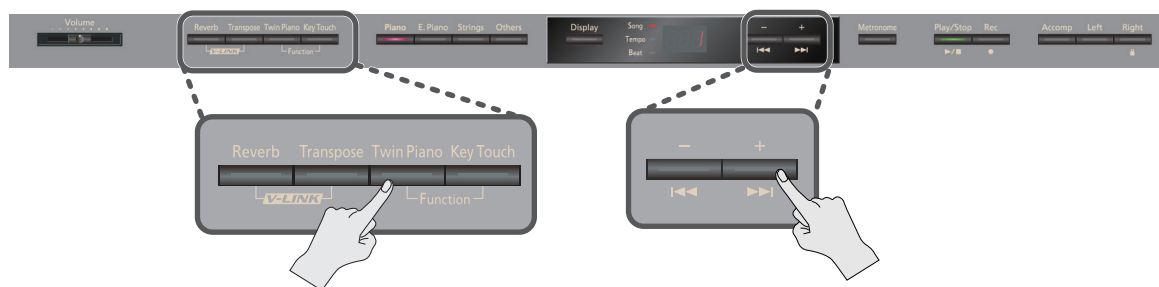 Volume
Reverb Transpose Twin Piano Key Touch
V-LINK Function
Piano E. Piano Strings Others
Display
Song
Tempo
Beat
1
− +
Metronome
Play/Stop Rec
Accomp Left Right
Reverb Transpose Twin Piano Key Touch
V-LINK Function
− +